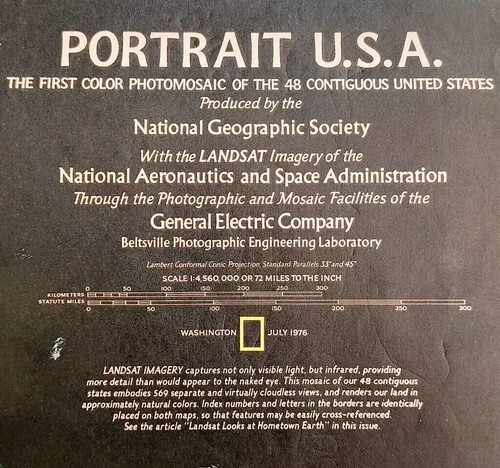 PORTRAIT U.S.A.
THE FIRST COLOR PHOTOMOSAIC OF THE 48 CONTIGUOUS UNITED STATES
Produced by the
National Geographic Society
With the LANDSAT Imagery of the
National Aeronautics and Space Administration
Through the Photographic and Mosaic Facilities of the
General Electric Company
Beltsville Photographic Engineering Laboratory
Lambert Conformal Conic Projection, Standard Parallels 33° and 45°
SCALE 1:4,560,000 OR 72 MILES TO THE INCH
0 50 100 150 200 250 300
KILOMETERS
STATUTE MILES
0 50 100 150 200 300
WASHINGTON JULY 1976
LANDSAT IMAGERY captures not only visible light, but infrared, providing
more detail than would appear to the naked eye. This mosaic of our 48 contiguous
states embodies 569 separate and virtually cloudless views, and renders our land in
approximately natural colors. Index numbers and letters in the borders are identically
placed on both maps, so that features may be easily cross-referenced.
See the article "Landsat Looks at Hometown Earth" in this issue.